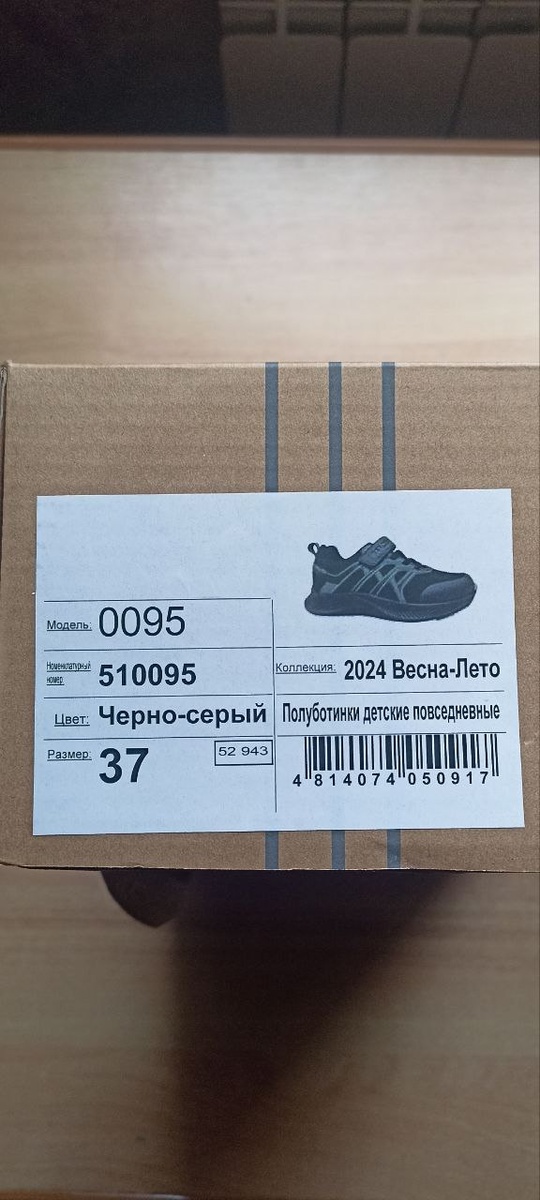 Модель: 0095
Номенклатурный номер 510095
Цвет: Черно-серый
Размер: 37
52 943
Коллекция: 2024 Весна-Лето
Полуботинки детские повседневные
4 814074 050917